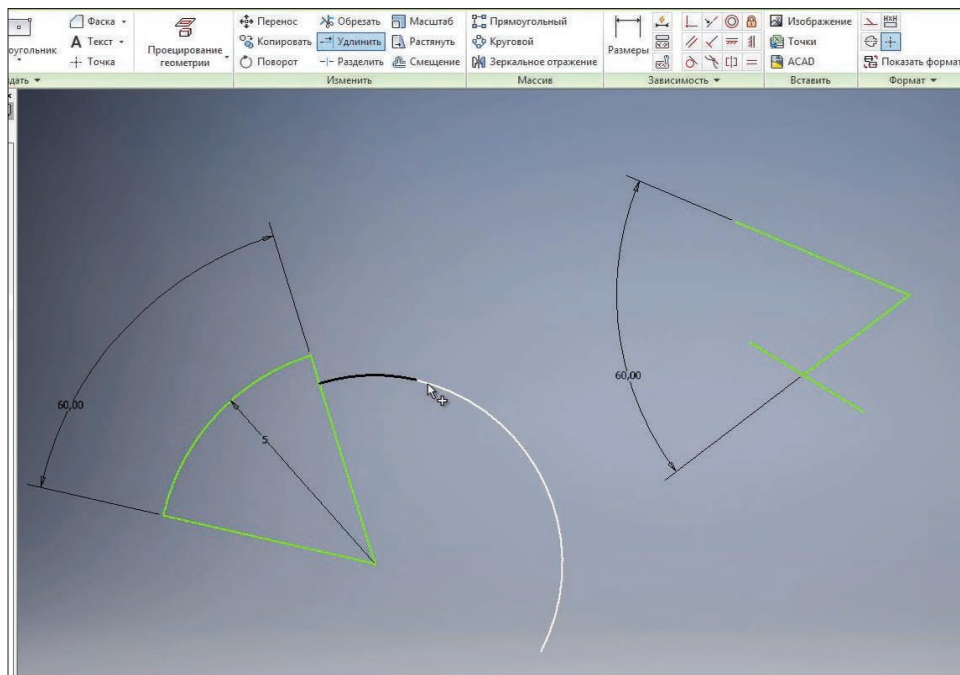 Фаска Перенос Обрезать Масштаб Прямоугольный Изображение
оугольник А Текст Проецирование геометрии Копировать Удлинить Растянуть Круговой Размеры Точки
Точка Поворот Разделить Смещение Зеркальное отражение ACAD Показать формат
дать Изменить Массив Зависимость Вставить Формат
60,00
5
60,00